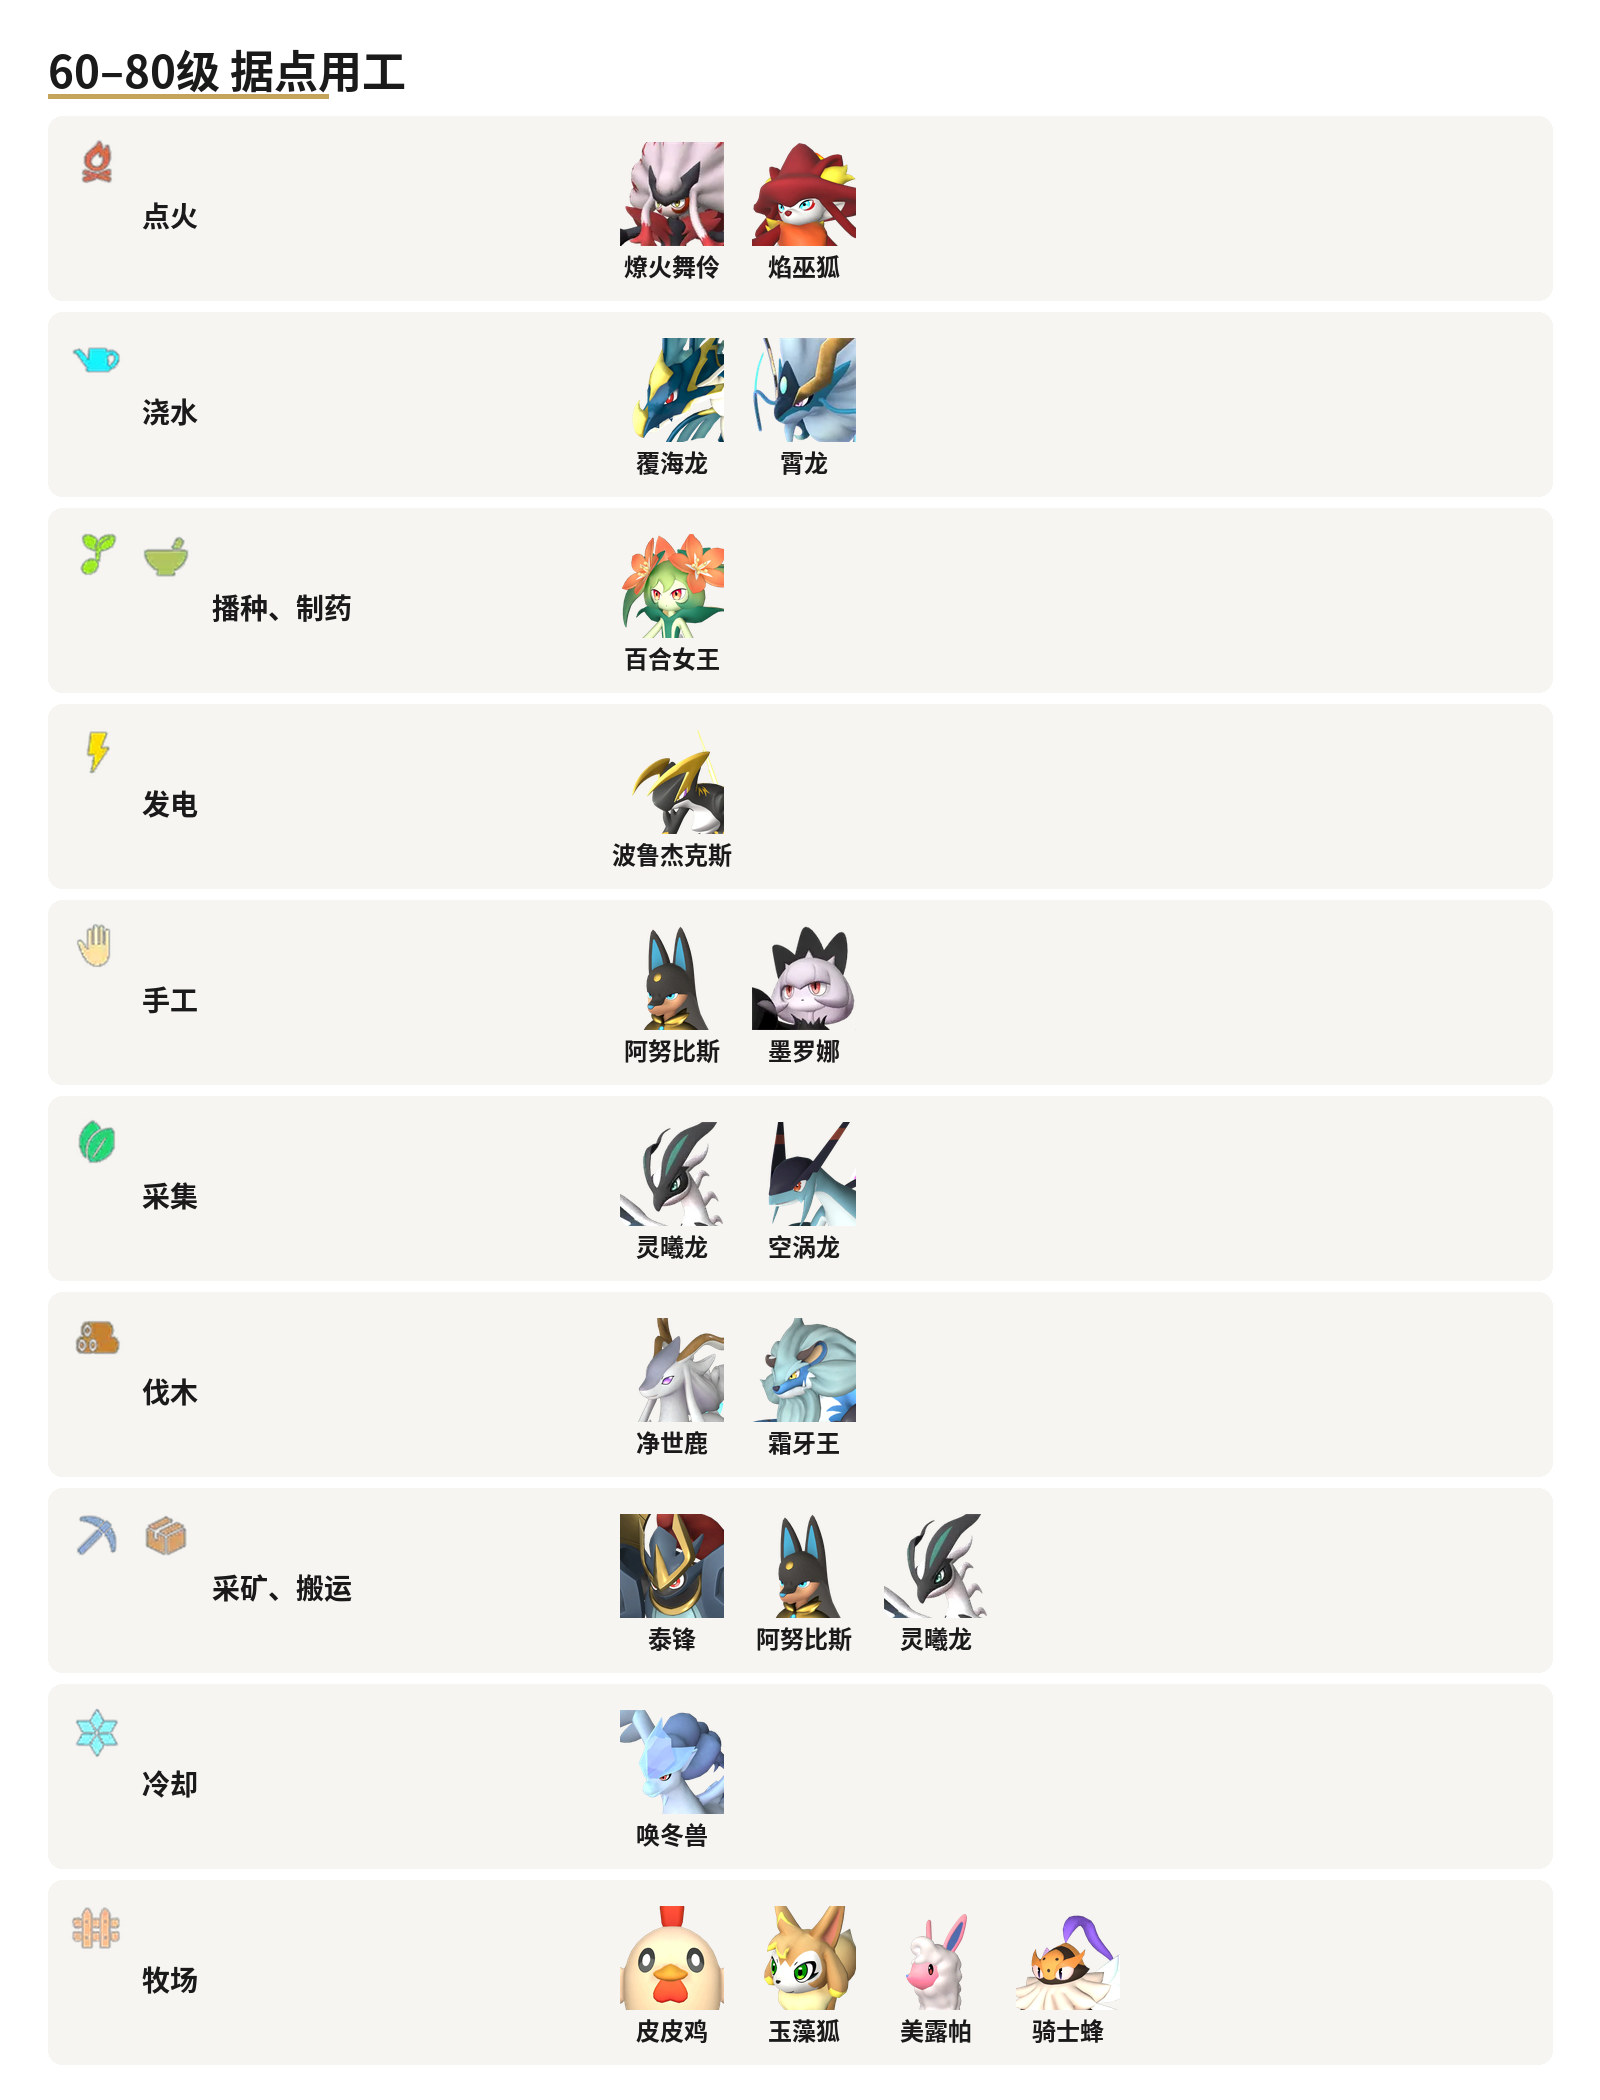 60–80级 据点用工
点火
燎火舞伶 焰巫狐
浇水
覆海龙 霄龙
播种、制药
百合女王
发电
波鲁杰克斯
手工
阿努比斯 墨罗娜
采集
灵曦龙 空涡龙
伐木
净世鹿 霜牙王
采矿、搬运
泰锋 阿努比斯 灵曦龙
冷却
唤冬兽
牧场
皮皮鸡 玉藻狐 美露帕 骑士蜂